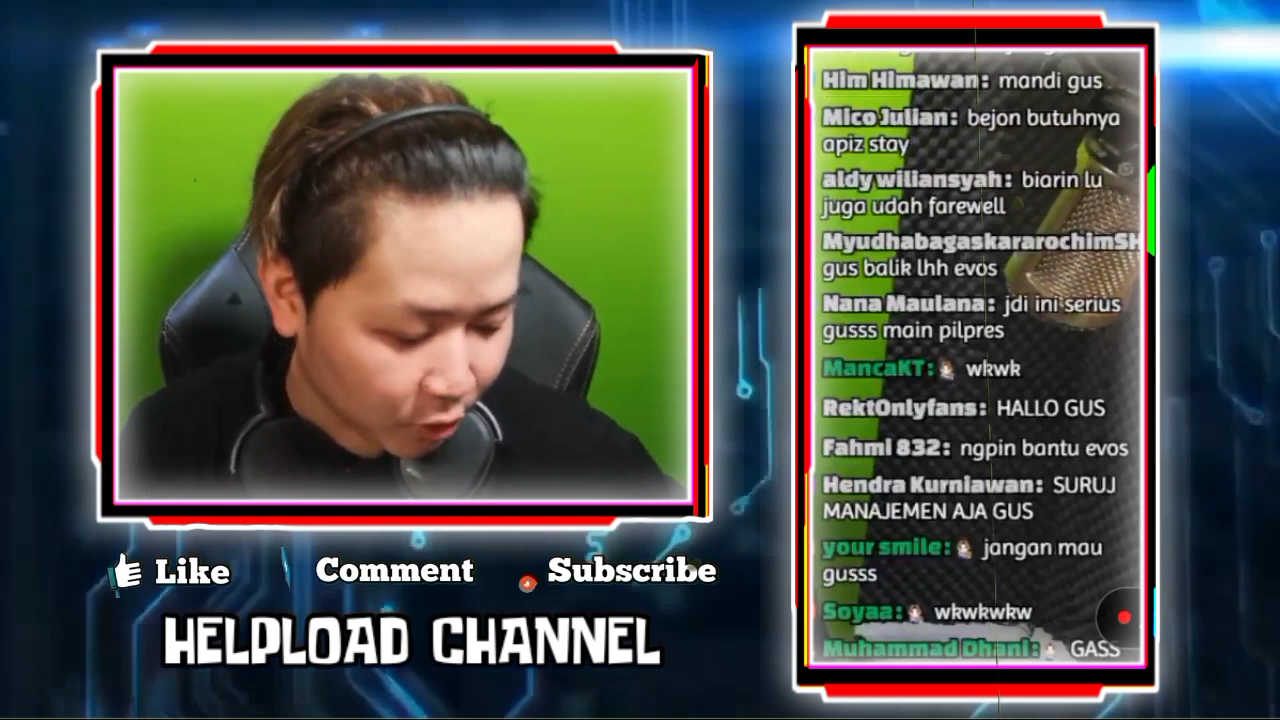 Him Himawan: mandi gus
Mico Julian: bejon butuhnya
apiz stay
aldy wiliansyah: biarin lu
juga udah farewell
MyudhabagaskararochimSH
gus balik lhh evos
Nana Maulana: jdi ini serius
gusss main pilpres
MancaKT: wkwk
RektOnlyfans: HALLO GUS
Fahmi 832: ngpin bantu evos
Hendra Kurniawan: SURUJ
MANAJEMEN AJA GUS
your smile: jangan mau
gusss
Soyaa: wkwkwkw
Muhammad Dhani: GASS
Like Comment Subscribe
HELPLOAD CHANNEL